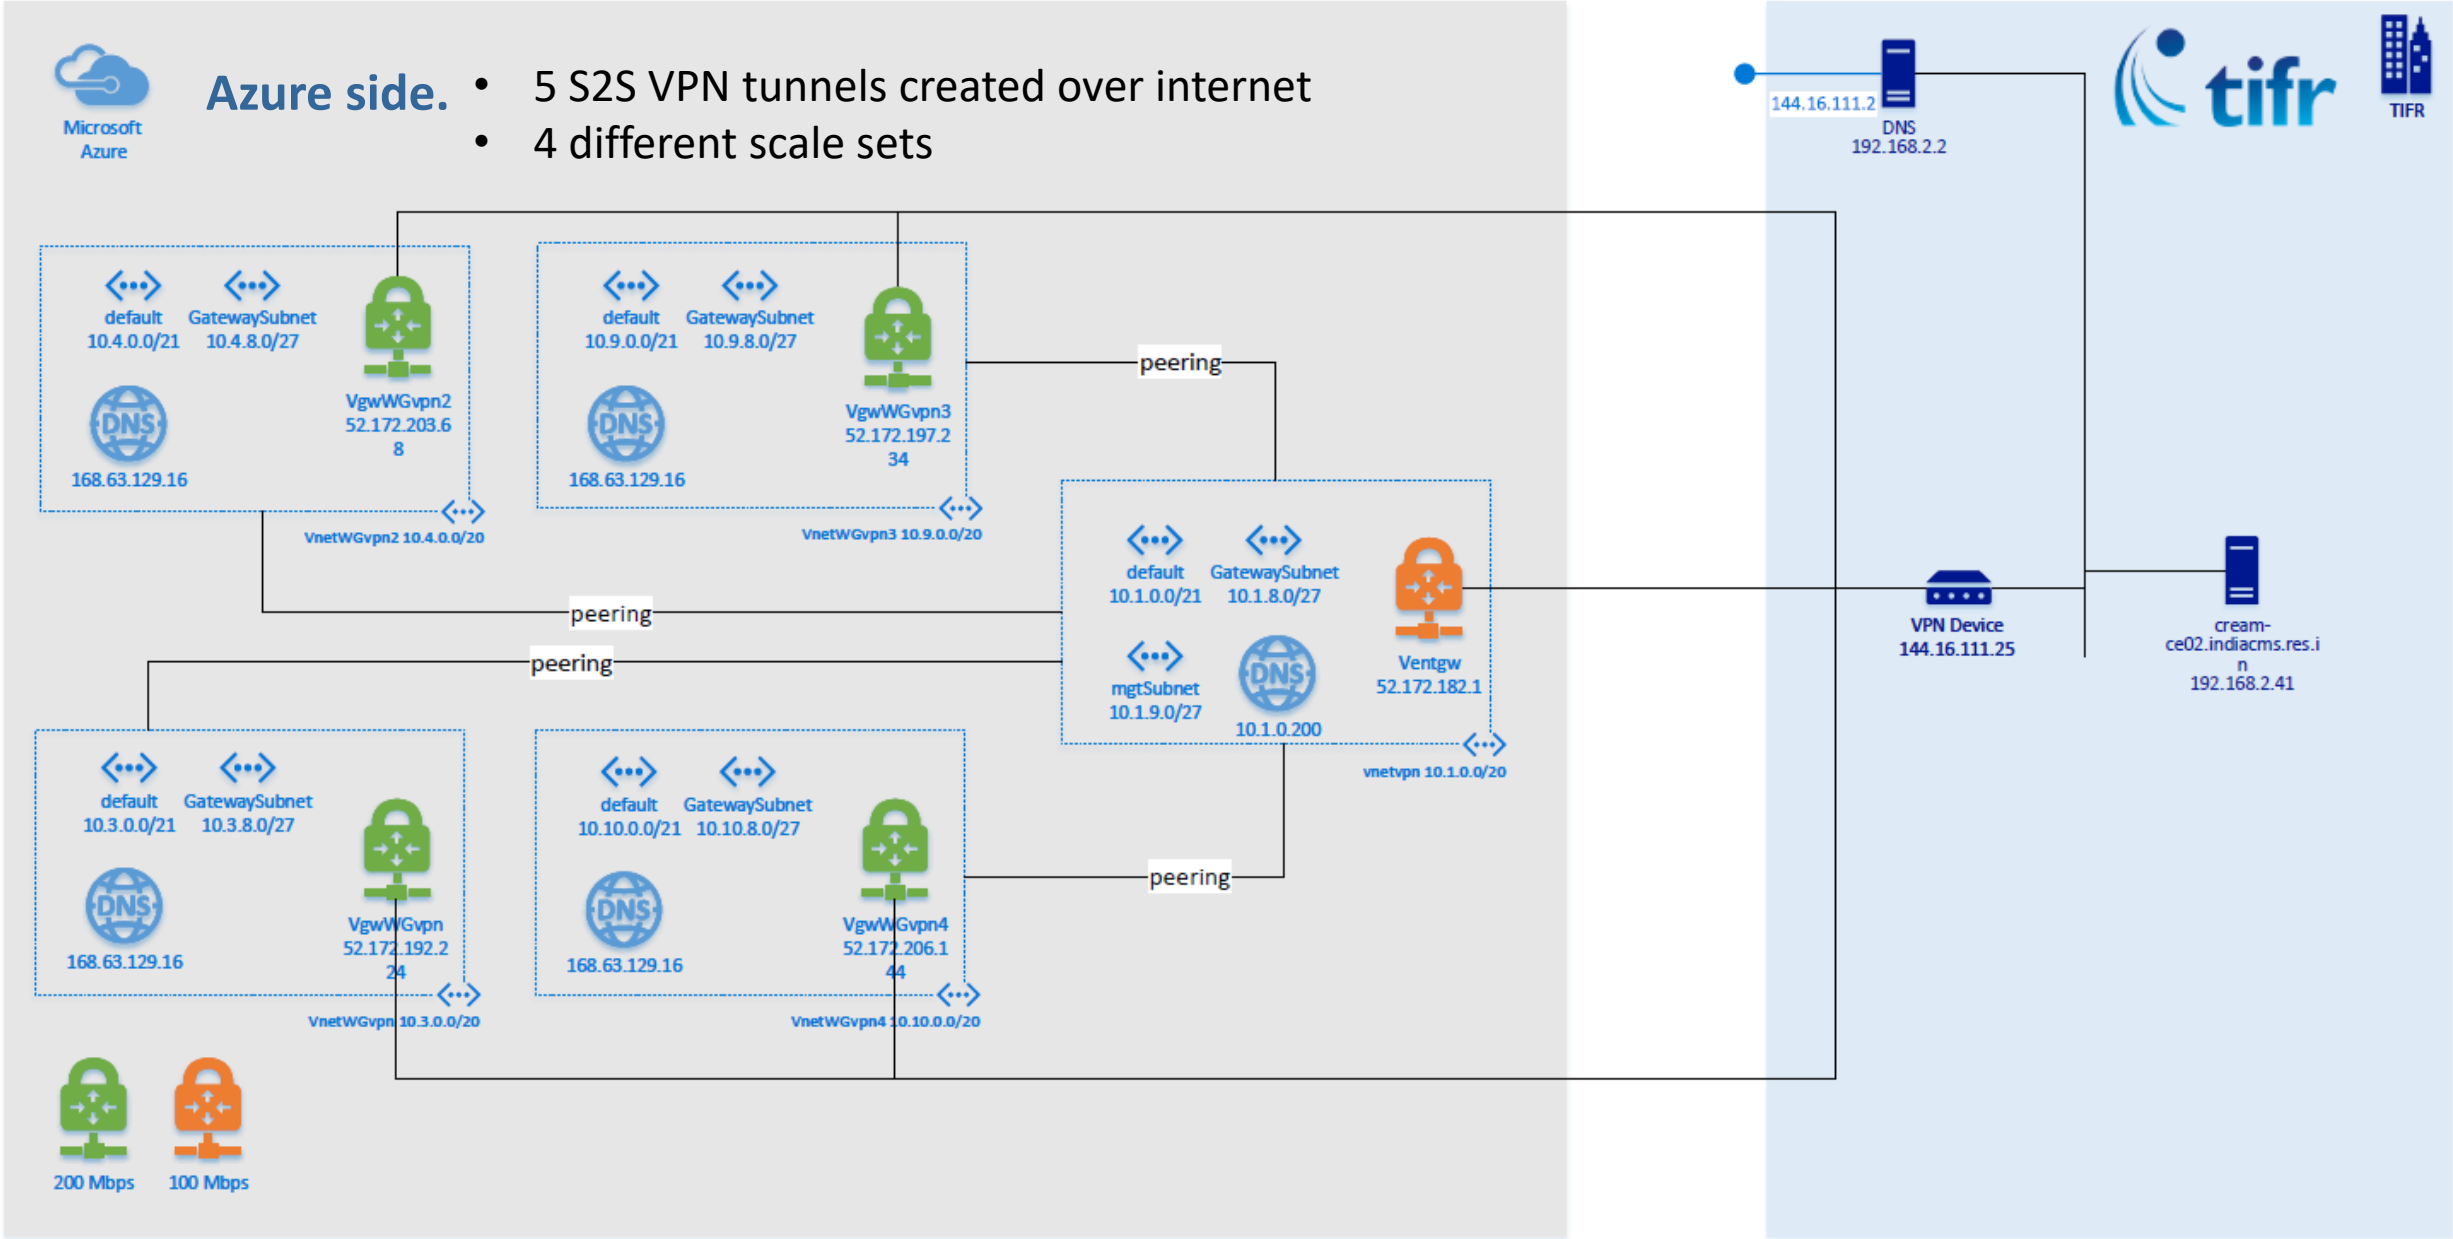 Microsoft
Azure
Azure side.
• 5 S2S VPN tunnels created over internet
• 4 different scale sets
144.16.111.2
DNS
192.168.2.2
tifr
TIFR
default
10.4.0.0/21
GatewaySubnet
10.4.8.0/27
DNS
168.63.129.16
VgwWGvpn2
52.172.203.6
8
VnetWGvpn2 10.4.0.0/20
default
10.9.0.0/21
GatewaySubnet
10.9.8.0/27
DNS
168.63.129.16
VgwWGvpn3
52.172.197.2
34
VnetWGvpn3 10.9.0.0/20
peering
peering
peering
peering
default
10.1.0.0/21
GatewaySubnet
10.1.8.0/27
mgtSubnet
10.1.9.0/27
DNS
10.1.0.200
Ventgw
52.172.182.1
vnetvpn 10.1.0.0/20
VPN Device
144.16.111.25
cream-
ce02.indiacms.res.i
n
192.168.2.41
default
10.3.0.0/21
GatewaySubnet
10.3.8.0/27
DNS
168.63.129.16
VgwWGvpn
52.172.192.2
24
VnetWGvpn 10.3.0.0/20
default
10.10.0.0/21
GatewaySubnet
10.10.8.0/27
DNS
168.63.129.16
VgwWGvpn4
52.172.206.1
44
VnetWGvpn4 10.10.0.0/20
200 Mbps
100 Mbps